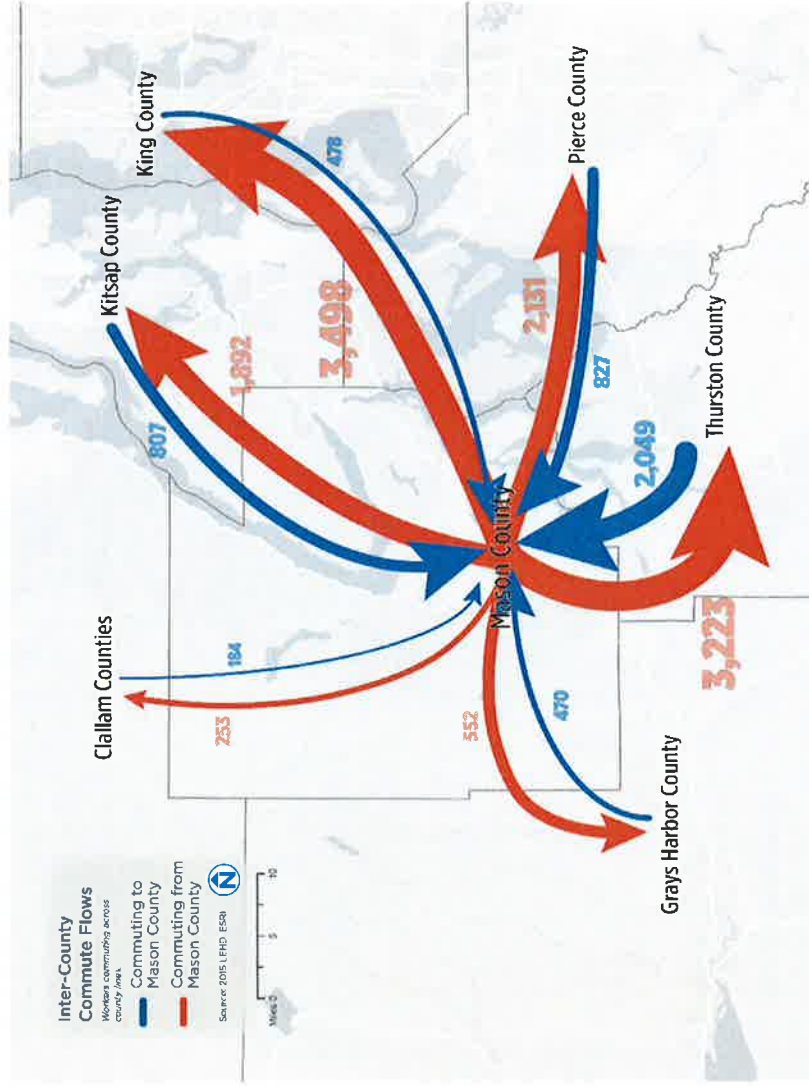 Inter-County
Commute Flows
Workers commuting across
county lines
Commuting to
Mason County
Commuting from
Mason County
Source: 2015 LEHD, ESRI
N
Miles 0
5
10
Clallam Counties
Kitsap County
King County
253
184
807
1,892
3,498
478
552
470
Mason County
2,131
827
2,049
3,223
Pierce County
Thurston County
Grays Harbor County